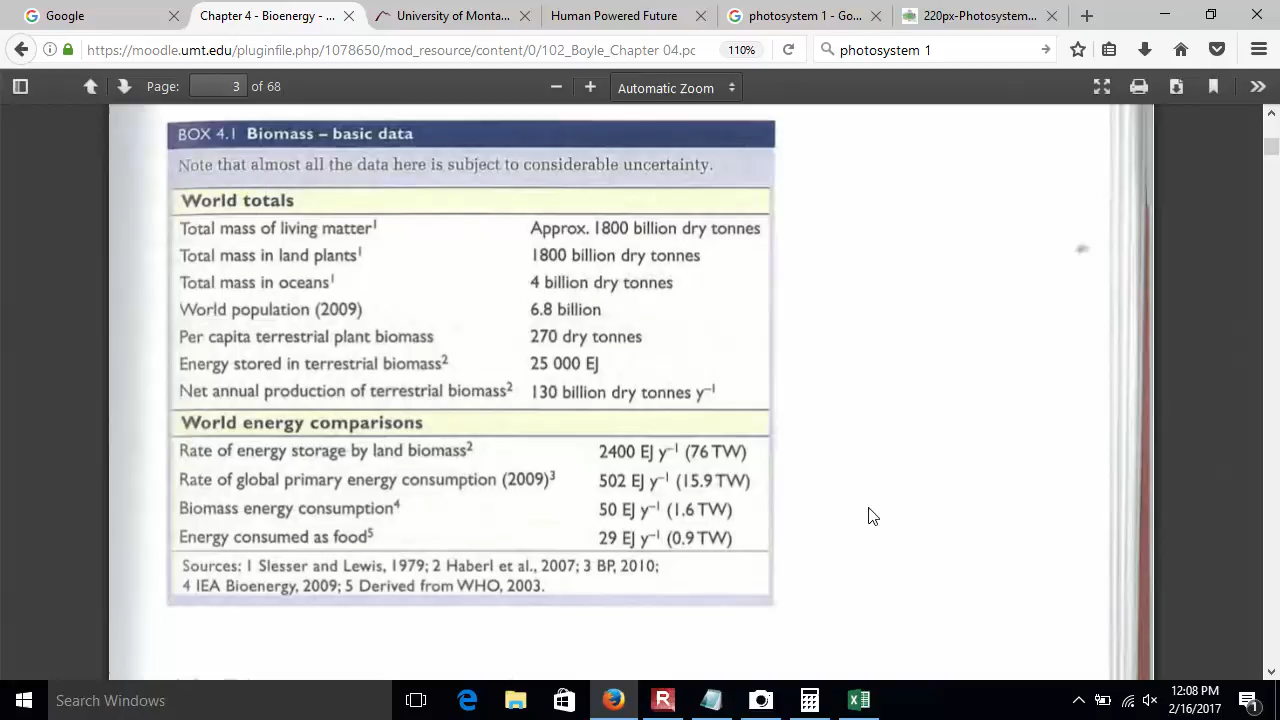 Google
Chapter 4 - Bioenergy - ...
University of Monta...
Human Powered Future
photosystem 1 - Go...
220px-Photosystem...
https://moodle.umt.edu/pluginfile.php/1078650/mod_resource/content/0/102_Boyle_Chapter 04.pc
110%
photosystem 1
Page: 3 of 68
Automatic Zoom
BOX 4.1 Biomass – basic data
Note that almost all the data here is subject to considerable uncertainty.
World totals
Total mass of living matter¹ Approx. 1800 billion dry tonnes
Total mass in land plants¹ 1800 billion dry tonnes
Total mass in oceans¹ 4 billion dry tonnes
World population (2009) 6.8 billion
Per capita terrestrial plant biomass 270 dry tonnes
Energy stored in terrestrial biomass² 25 000 EJ
Net annual production of terrestrial biomass² 130 billion dry tonnes y⁻¹
World energy comparisons
Rate of energy storage by land biomass² 2400 EJ y⁻¹ (76 TW)
Rate of global primary energy consumption (2009)³ 502 EJ y⁻¹ (15.9 TW)
Biomass energy consumption⁴ 50 EJ y⁻¹ (1.6 TW)
Energy consumed as food⁵ 29 EJ y⁻¹ (0.9 TW)
Sources: 1 Slesser and Lewis, 1979; 2 Haberl et al., 2007; 3 BP, 2010;
4 IEA Bioenergy, 2009; 5 Derived from WHO, 2003.
Search Windows
12:08 PM
2/16/2017